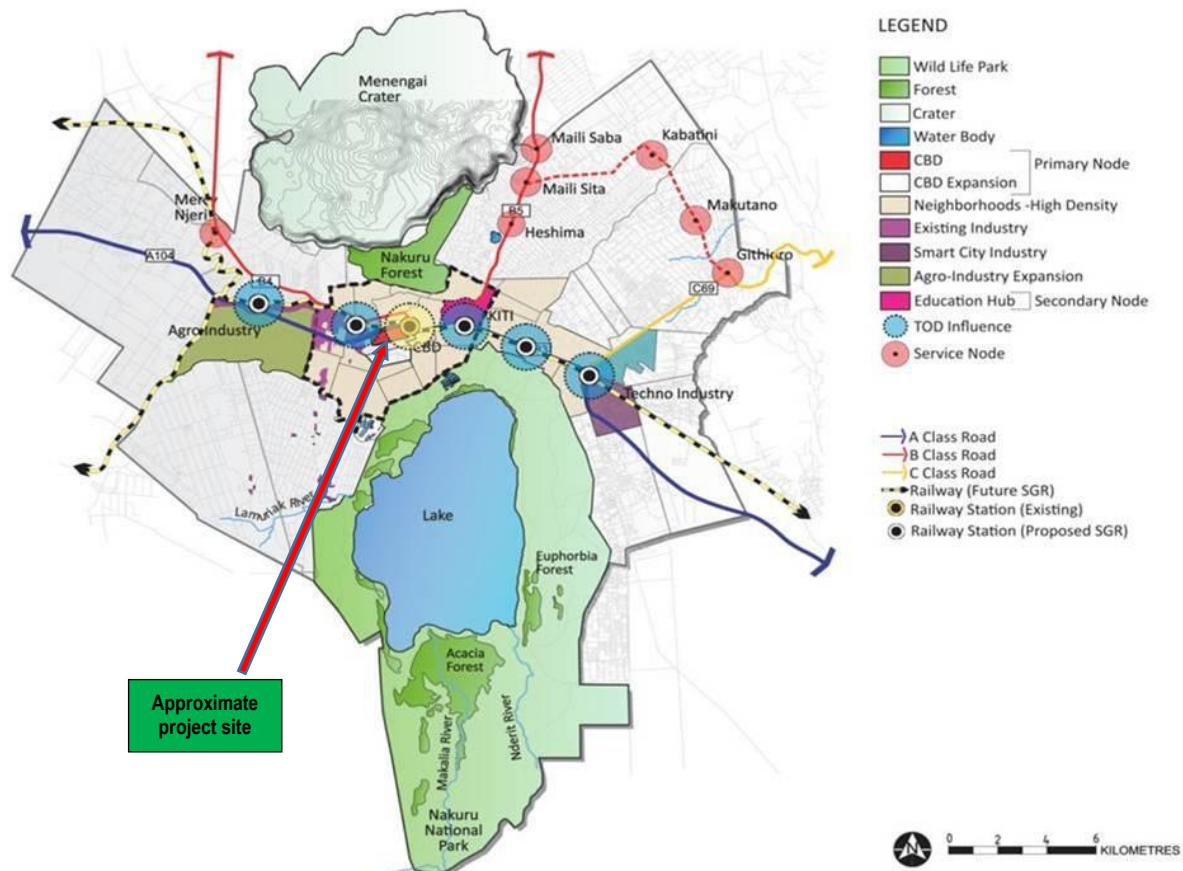 LEGEND
Wild Life Park
Forest
Crater
Water Body
CBD
Primary Node
CBD Expansion
Neighborhoods -High Density
Existing Industry
Smart City Industry
Agro-Industry Expansion
Education Hub
Secondary Node
TOD Influence
Service Node
A Class Road
B Class Road
C Class Road
Railway (Future SGR)
Railway Station (Existing)
Railway Station (Proposed SGR)
Menengai
Crater
Maili Saba
Kabatini
Maili Sita
Makutano
Njeri
B5
Heshima
A104
Nakuru
Forest
C69
Agro Industry
KITI
CBD
Techno Industry
Lake
Euphorbia
Forest
Acacia
Forest
Approximate
project site
Makalia River
Nderit River
Nakuru
National
Park
N
0 2 4 6
KILOMETRES